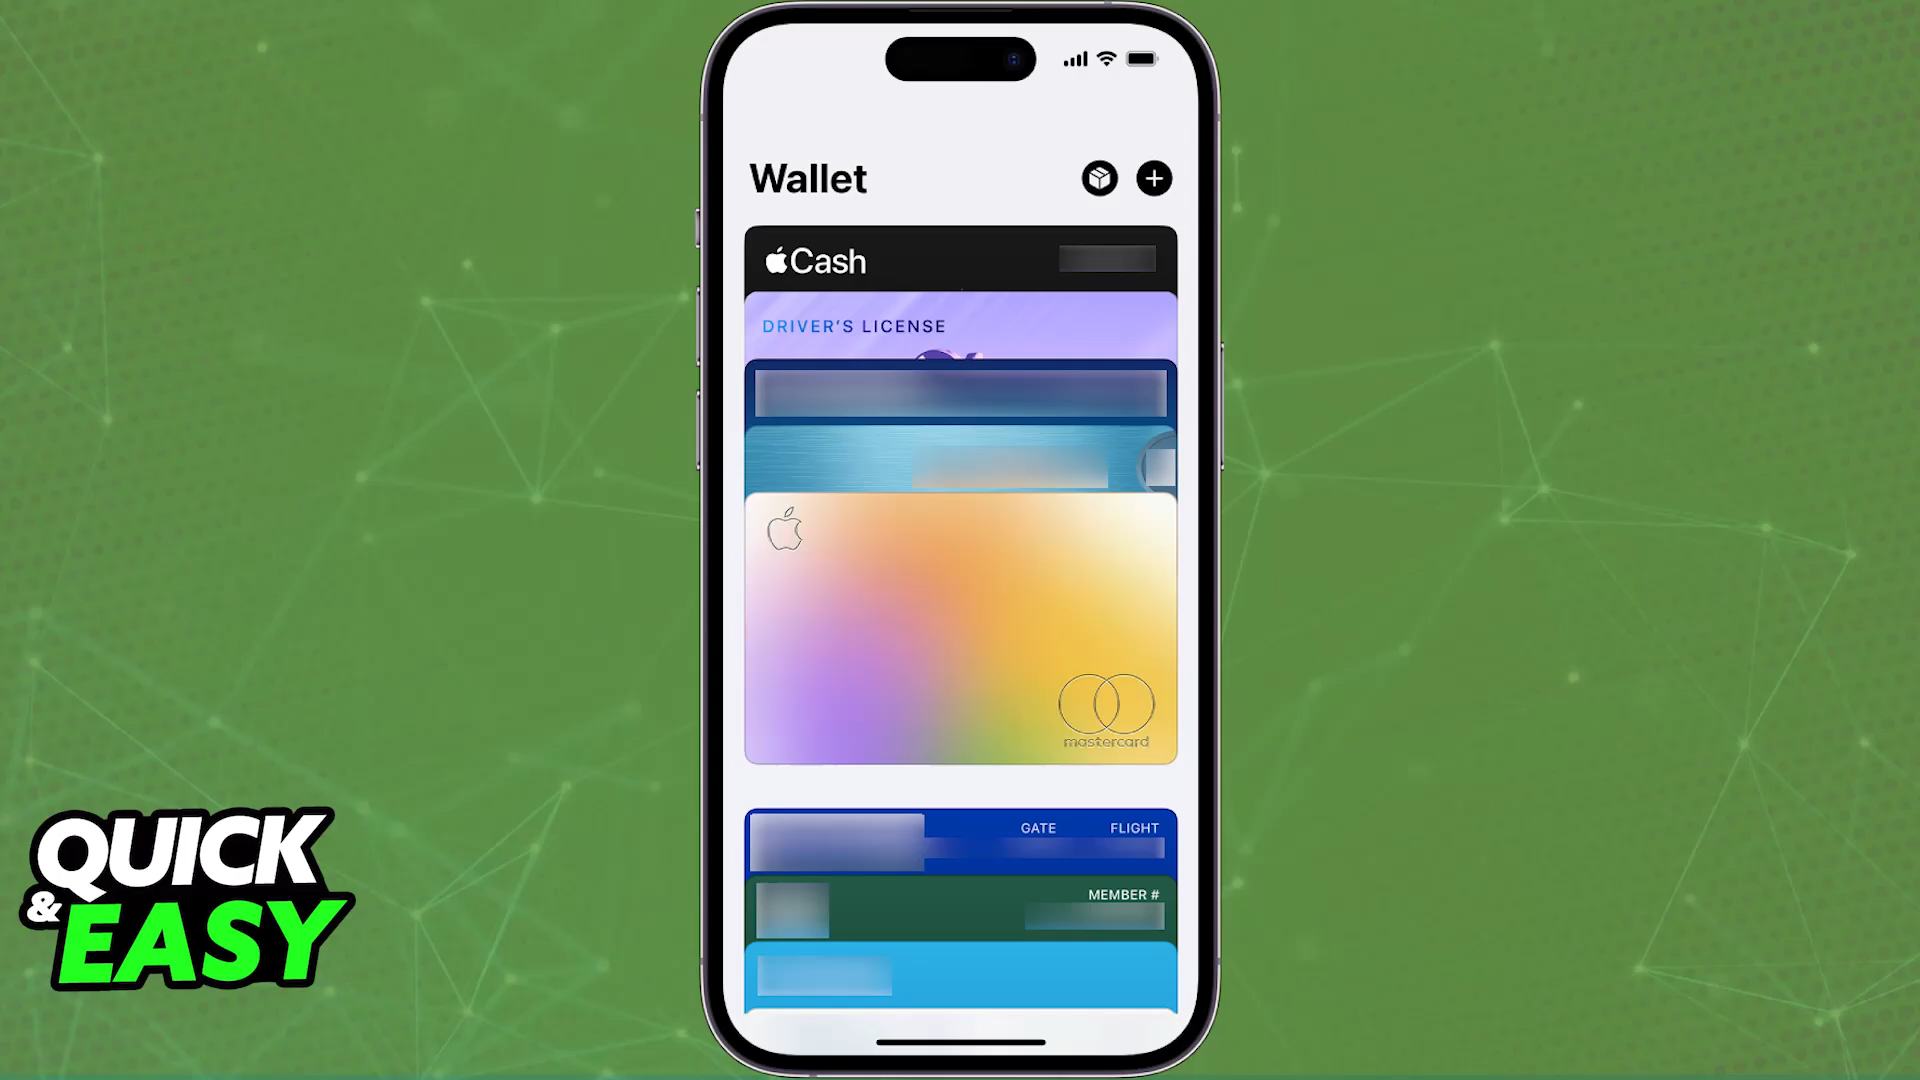 Wallet
Cash
DRIVER'S LICENSE
mastercard
GATE FLIGHT
MEMBER #
QUICK
&EASY